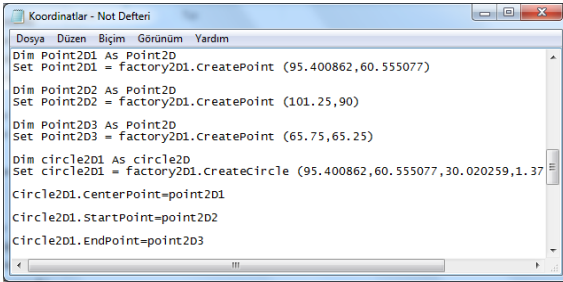 Koordinatlar - Not Defteri
Dosya Düzen Biçim Görünüm Yardım
Dim Point2D1 As Point2D
Set Point2D1 = factory2D1.CreatePoint (95.400862,60.555077)
Dim Point2D2 As Point2D
Set Point2D2 = factory2D1.CreatePoint (101.25,90)
Dim Point2D3 As Point2D
Set Point2D3 = factory2D1.CreatePoint (65.75,65.25)
Dim circle2D1 As circle2D
Set circle2D1 = factory2D1.CreateCircle (95.400862,60.555077,30.020259,1.37
Circle2D1.CenterPoint=point2D1
Circle2D1.StartPoint=point2D2
Circle2D1.EndPoint=point2D3